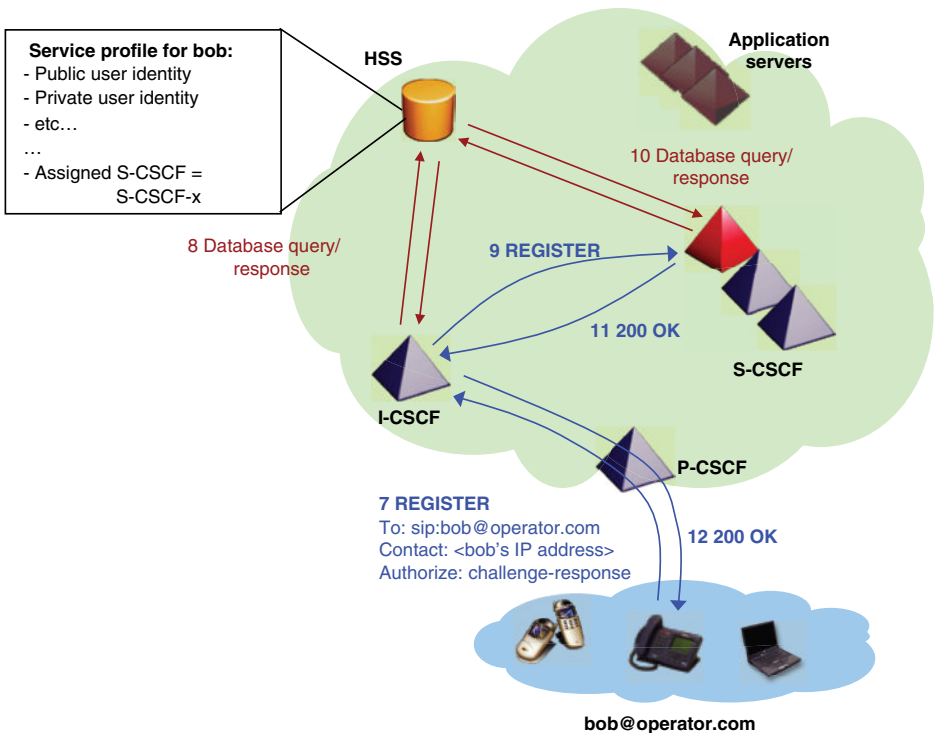 Service profile for bob:
- Public user identity
- Private user identity
- etc…
…
- Assigned S-CSCF =
S-CSCF-x
HSS
Application
servers
10 Database query/
response
8 Database query/
response
9 REGISTER
11 200 OK
S-CSCF
I-CSCF
P-CSCF
7 REGISTER
To: sip:bob@operator.com
Contact: <bob's IP address>
Authorize: challenge-response
12 200 OK
bob@operator.com